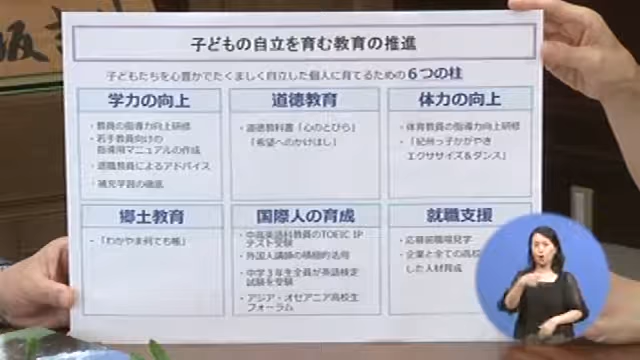 子どもの自立を育む教育の推進
子どもたちを心豊かでたくましく自立した個人に育てるための6つの柱
学力の向上
・教員の指導力向上研修
・若手教員向けの
指導用マニュアルの作成
・退職教員によるアドバイス
・補充学習の徹底
道徳教育
・道徳教科書「心のとびら」
「希望へのかけはし」
体力の向上
・体育教員の指導力向上研修
・「紀州っ子かがやき
エクササイズ&ダンス」
郷土教育
・「わかやま何でも帳」
国際人の育成
・中高英語科教員のTOEIC IP
テスト受験
・外国人講師の積極的活用
・中学3年を全員が英語検定
試験を受験
・アジア・オセアニア高校生
フォーラム
就職支援
・応募前職場見学
・企業と全ての高校
した人材育成